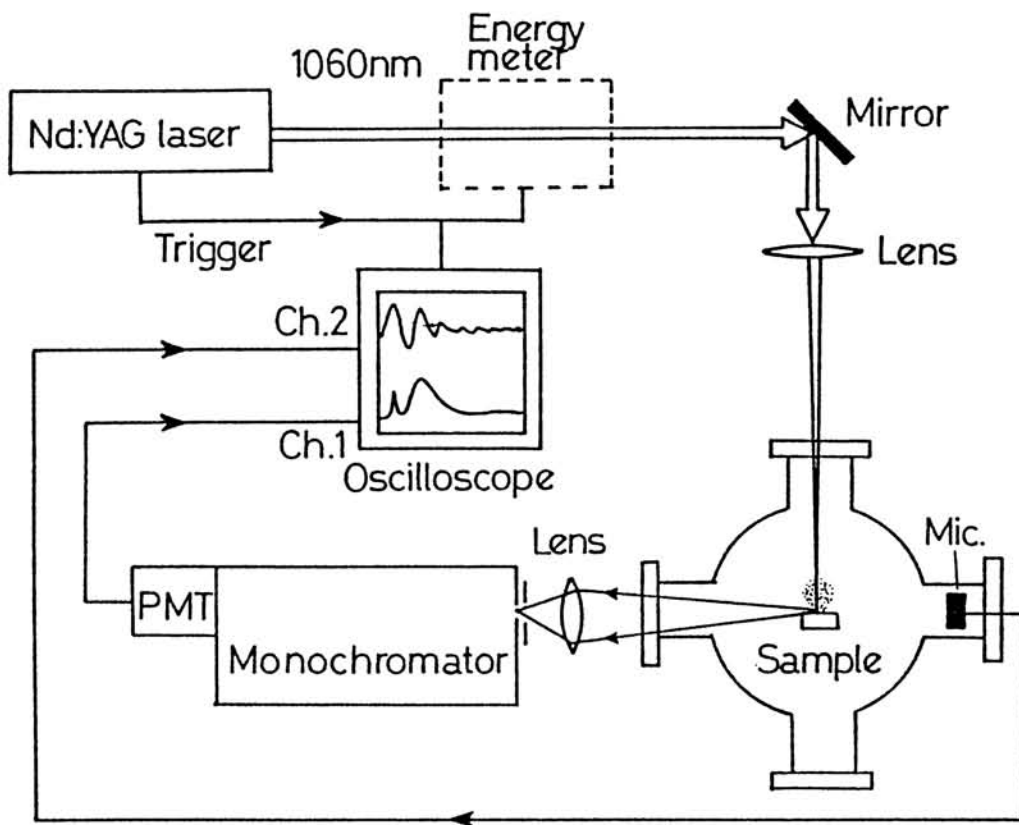 Energy
meter
1060nm
Mirror
Nd:YAG laser
Trigger
Lens
Ch.2
Ch.1
Oscilloscope
Mic.
Lens
PMT
Monochromator
Sample